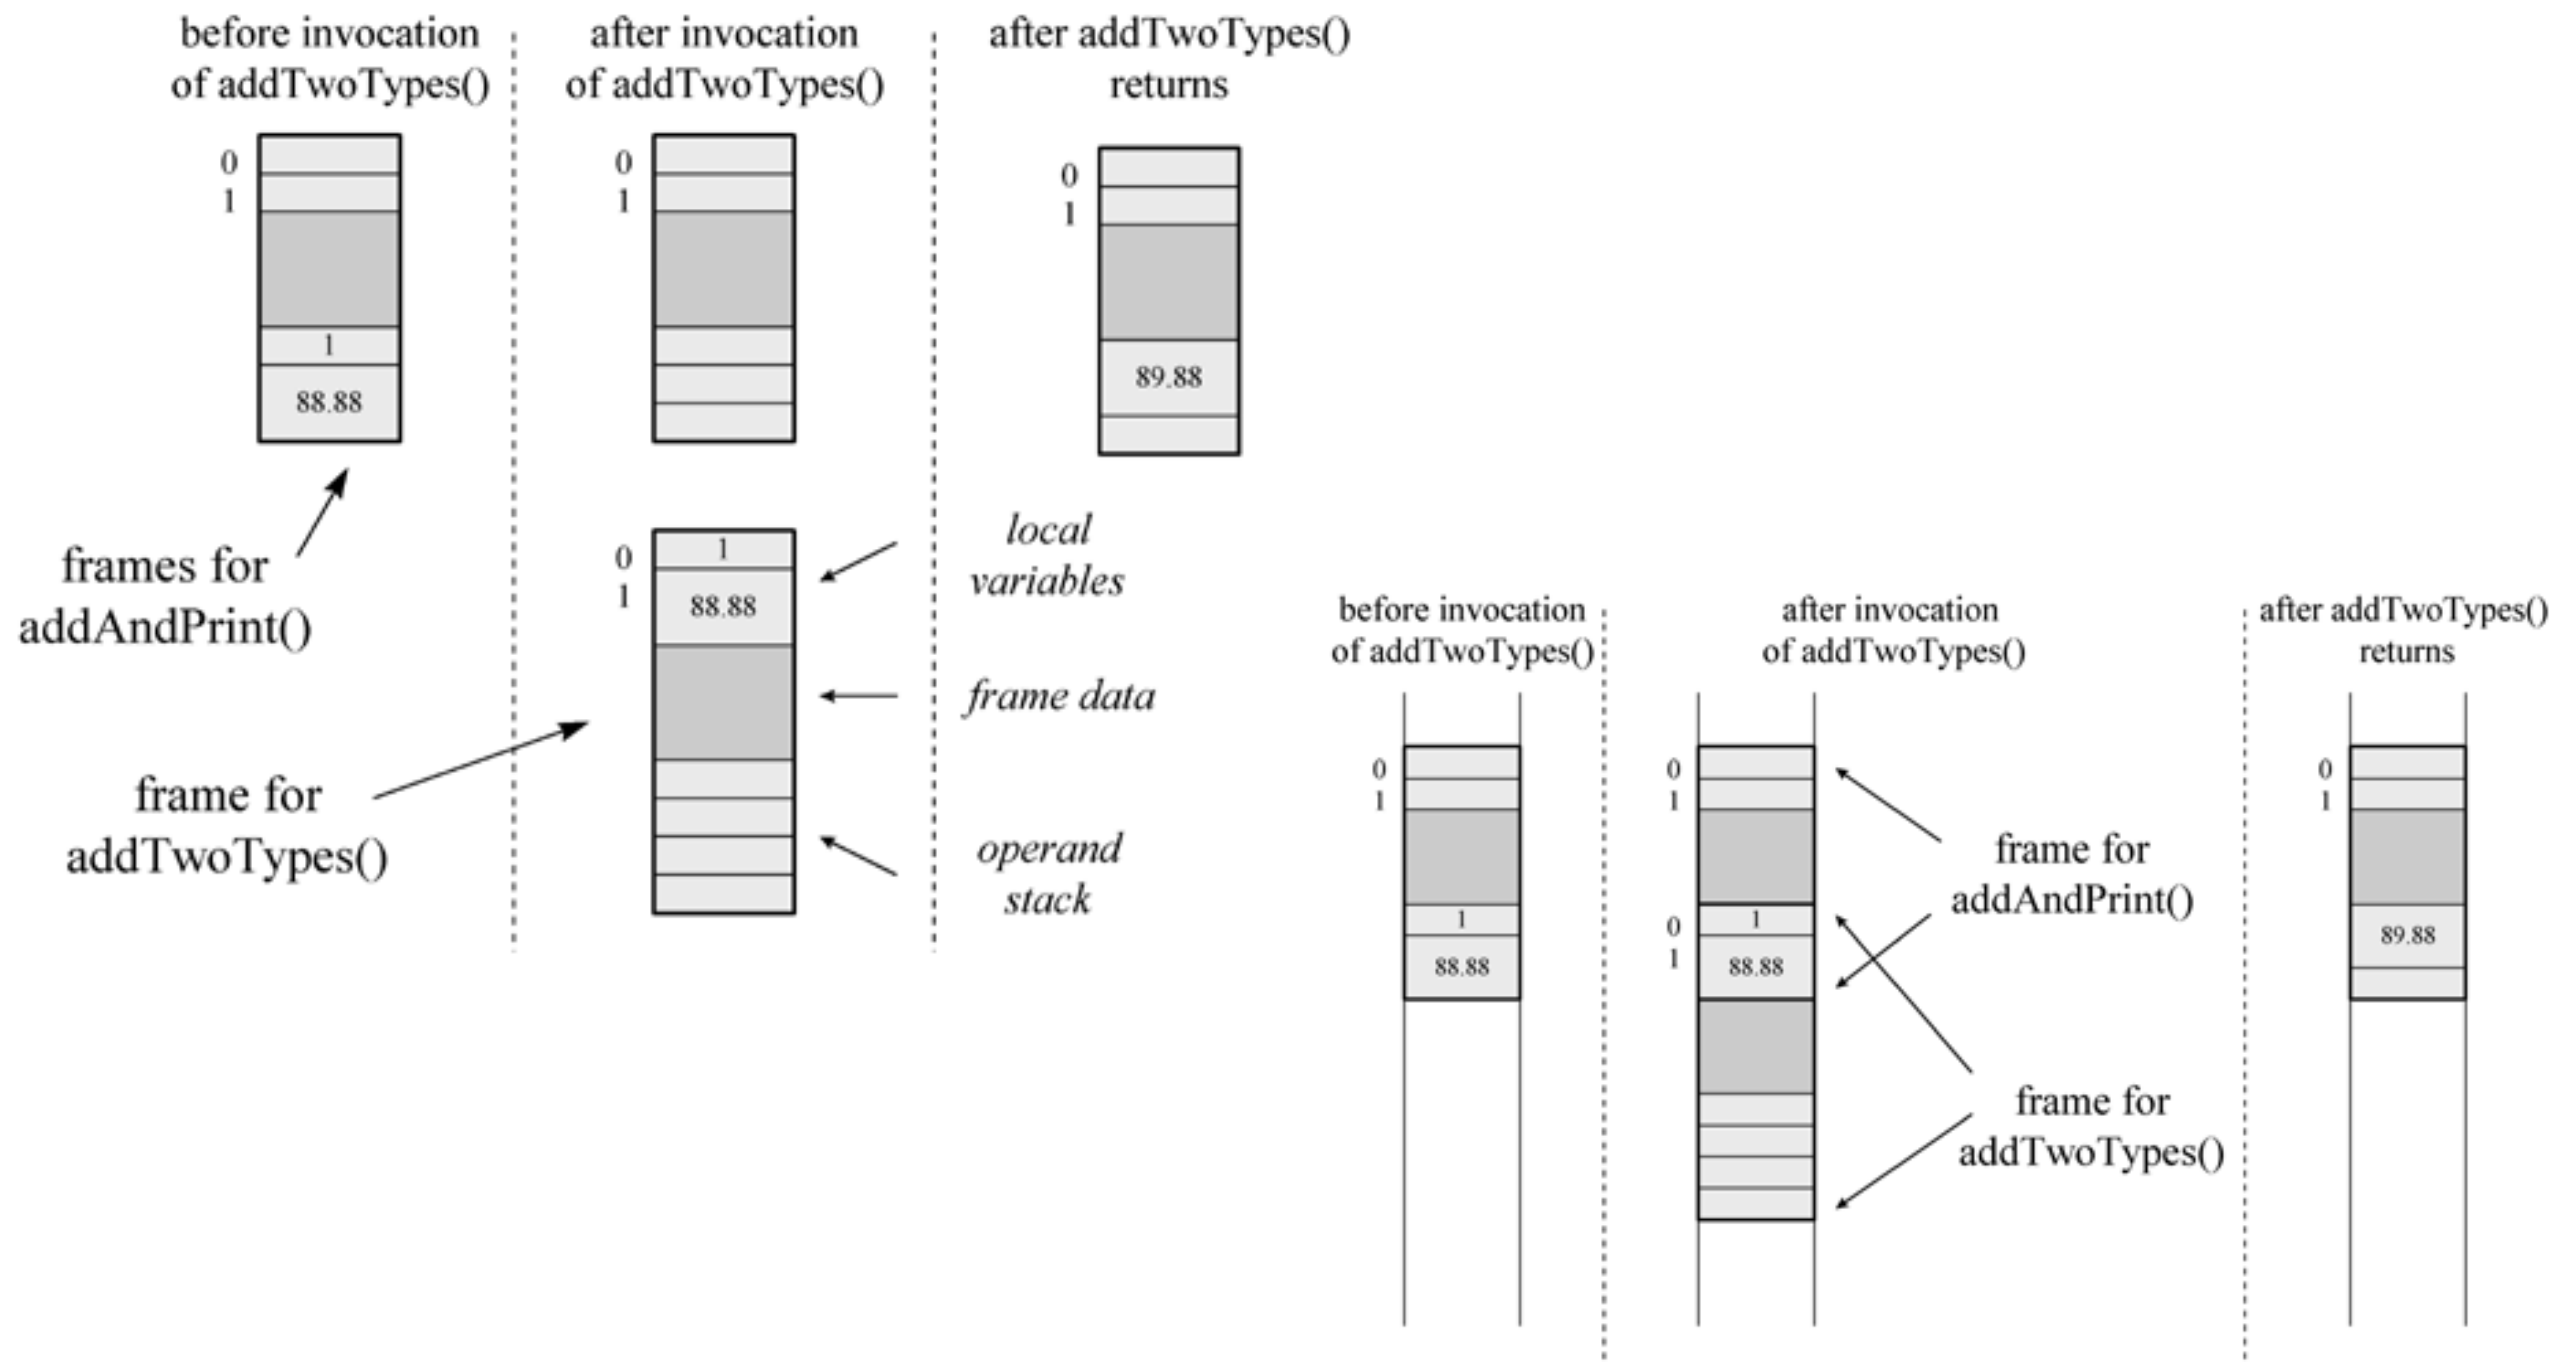 before invocation
of addTwoTypes()
0
1
1
88.88
frames for
addAndPrint()
frame for
addTwoTypes()
after invocation
of addTwoTypes()
0
1
0
1
1
88.88
after addTwoTypes()
returns
0
1
89.88
local
variables
frame data
operand
stack
before invocation
of addTwoTypes()
0
1
1
88.88
after invocation
of addTwoTypes()
0
1
0
1
1
88.88
frame for
addAndPrint()
frame for
addTwoTypes()
after addTwoTypes()
returns
0
1
89.88